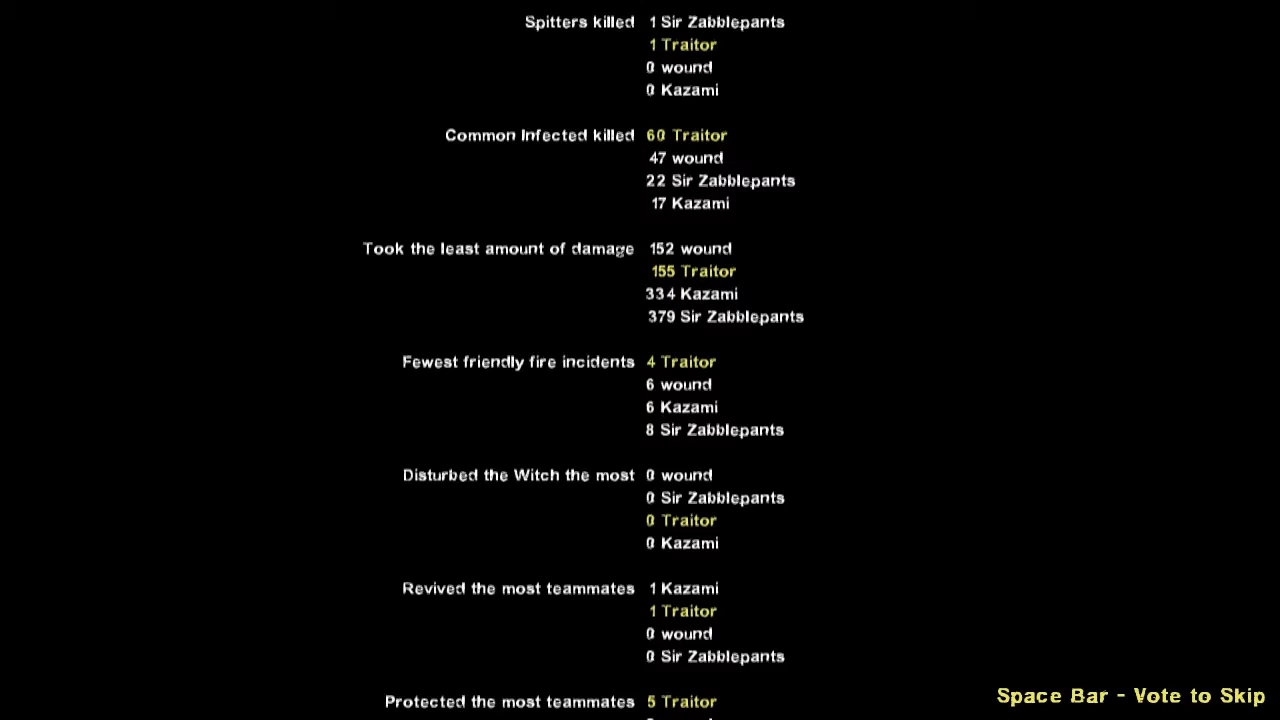 Spitters killed 1 Sir Zabblepants
1 Traitor
0 wound
0 Kazami
Common Infected killed 60 Traitor
47 wound
22 Sir Zabblepants
17 Kazami
Took the least amount of damage 152 wound
155 Traitor
334 Kazami
379 Sir Zabblepants
Fewest friendly fire incidents 4 Traitor
6 wound
6 Kazami
8 Sir Zabblepants
Disturbed the Witch the most 0 wound
0 Sir Zabblepants
0 Traitor
0 Kazami
Revived the most teammates 1 Kazami
1 Traitor
0 wound
0 Sir Zabblepants
Protected the most teammates 5 Traitor
Space Bar - Vote to Skip